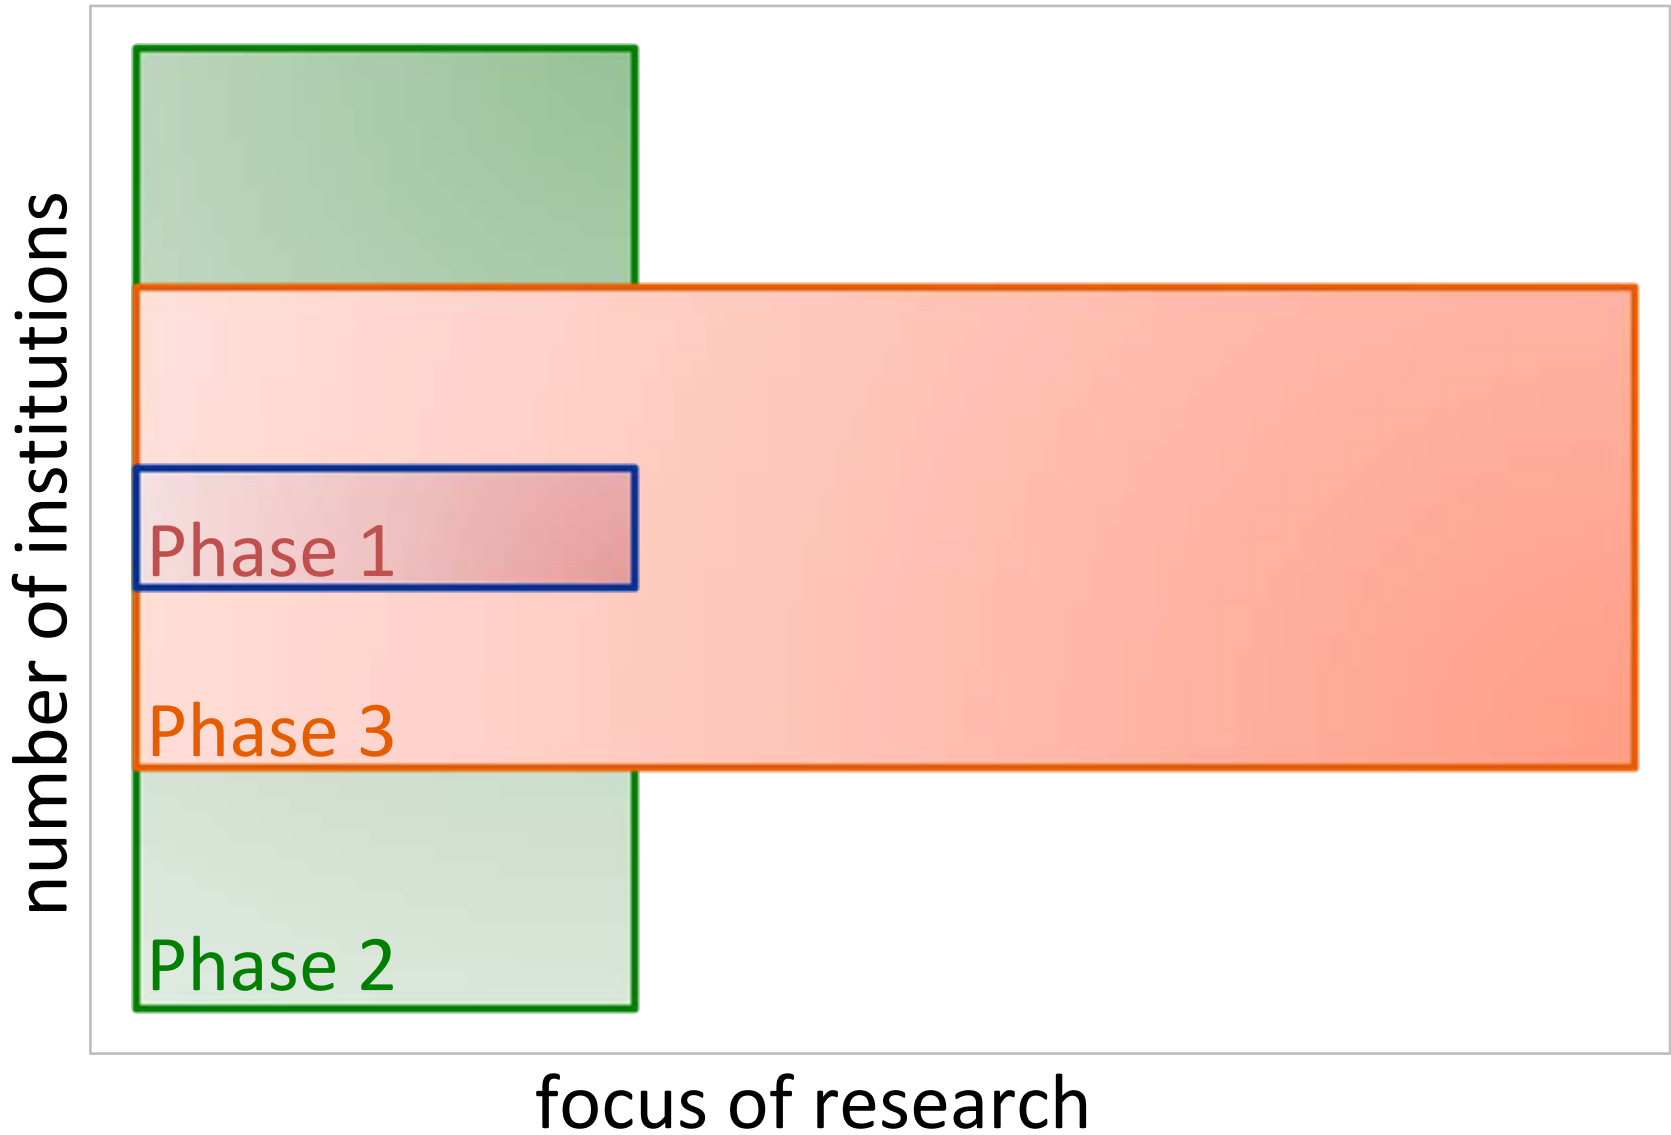 number of institutions
Phase 1
Phase 3
Phase 2
focus of research